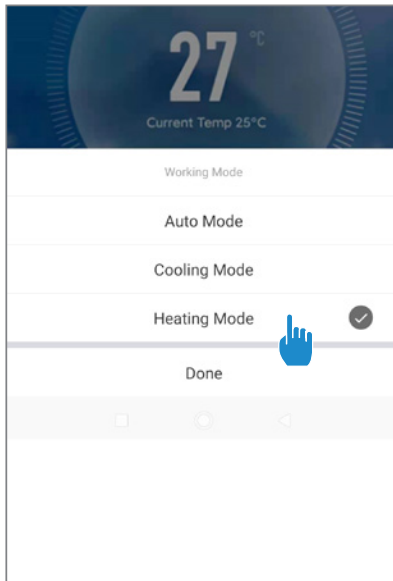 27 °C
Current Temp 25°C
Working Mode
Auto Mode
Cooling Mode
Heating Mode
Done